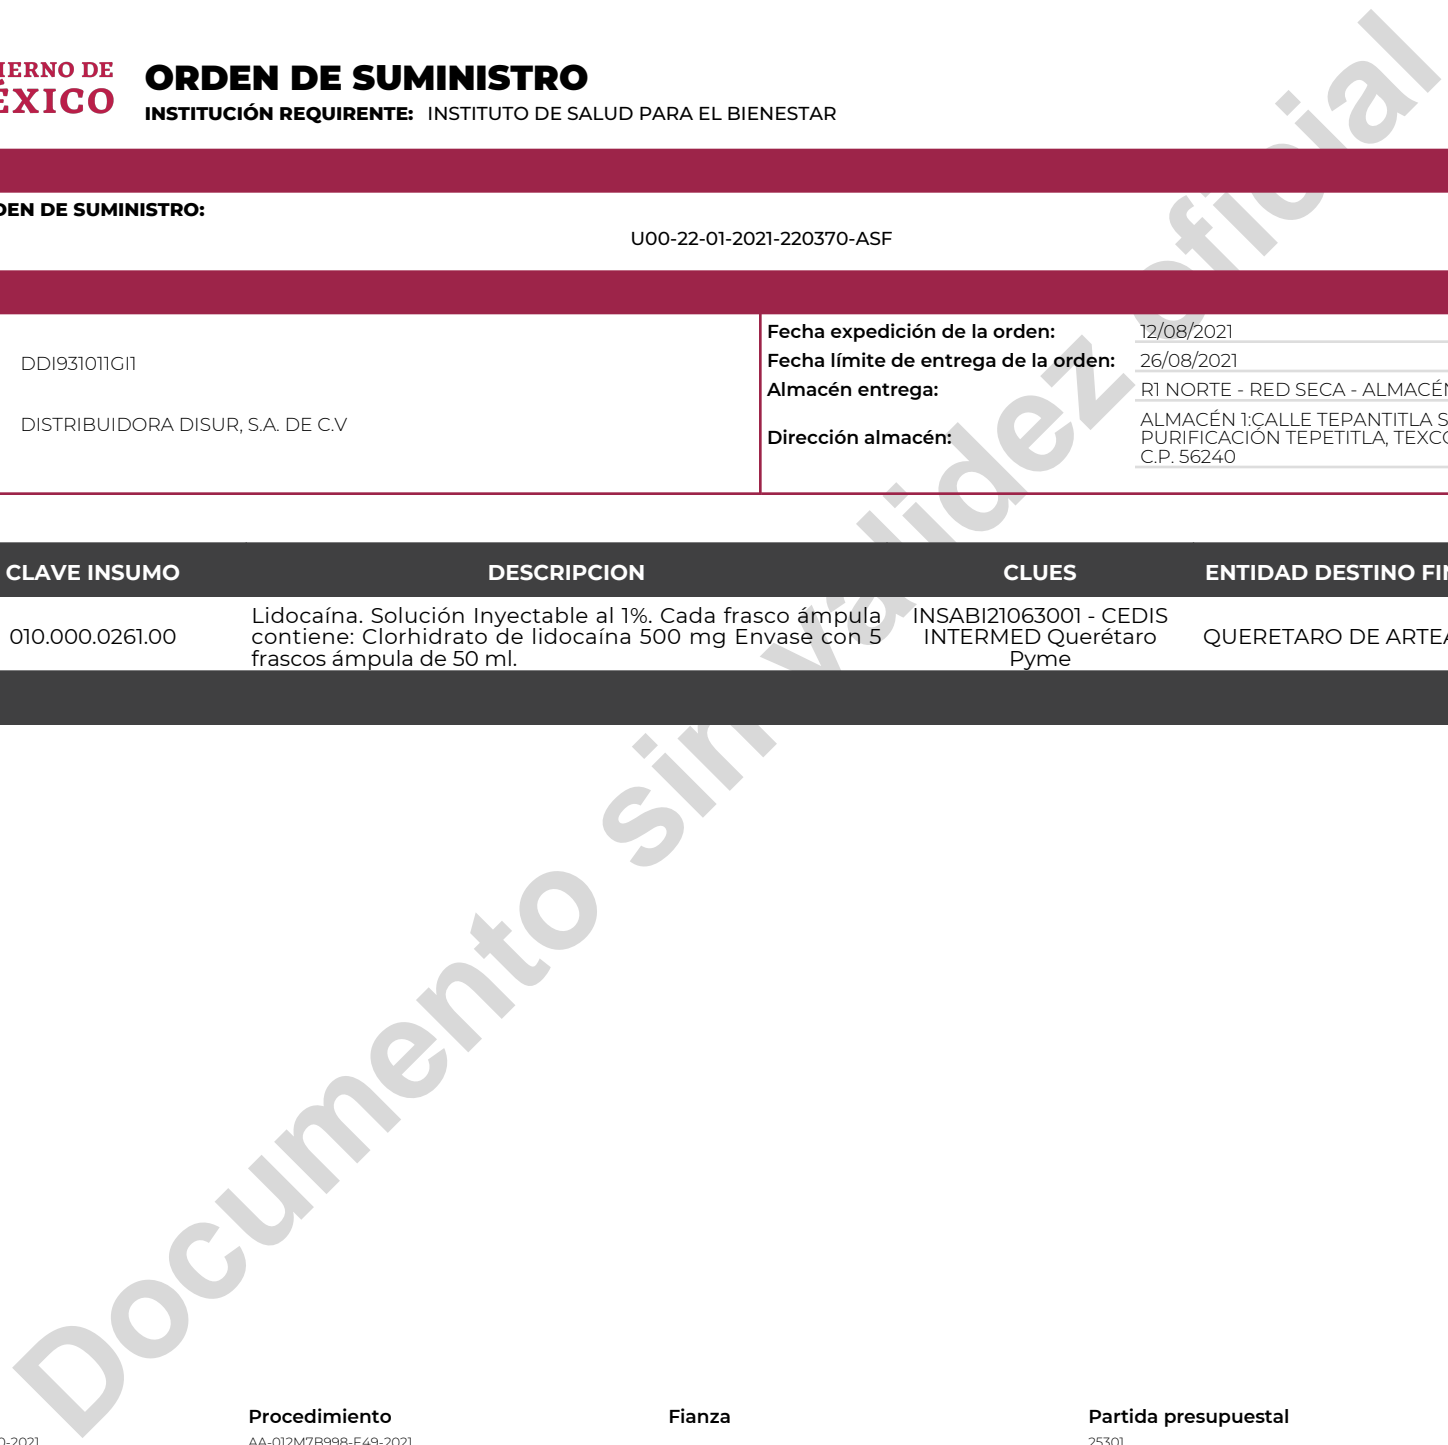 IERNO DE
ÉXICO
ORDEN DE SUMINISTRO
INSTITUCIÓN REQUIRENTE: INSTITUTO DE SALUD PARA EL BIENESTAR
DEN DE SUMINISTRO:
U00-22-01-2021-220370-ASF
DDI931011GI1
DISTRIBUIDORA DISUR, S.A. DE C.V
Fecha expedición de la orden: 12/08/2021
Fecha límite de entrega de la orden: 26/08/2021
Almacén entrega: R1 NORTE - RED SECA - ALMACÉN
Dirección almacén:
ALMACÉN 1:CALLE TEPANTITLA S
PURIFICACIÓN TEPETITLA, TEXCO
C.P. 56240
CLAVE INSUMO DESCRIPCION CLUES ENTIDAD DESTINO FIN
010.000.0261.00
Lidocaína. Solución Inyectable al 1%. Cada frasco ámpula
contiene: Clorhidrato de lidocaína 500 mg Envase con 5
frascos ámpula de 50 ml.
INSABI21063001 - CEDIS
INTERMED Querétaro
Pyme
QUERETARO DE ARTEA
Documento sin validez oficial
Procedimiento Fianza Partida presupuestal
0-2021 AA-012M7B998-E49-2021 25301